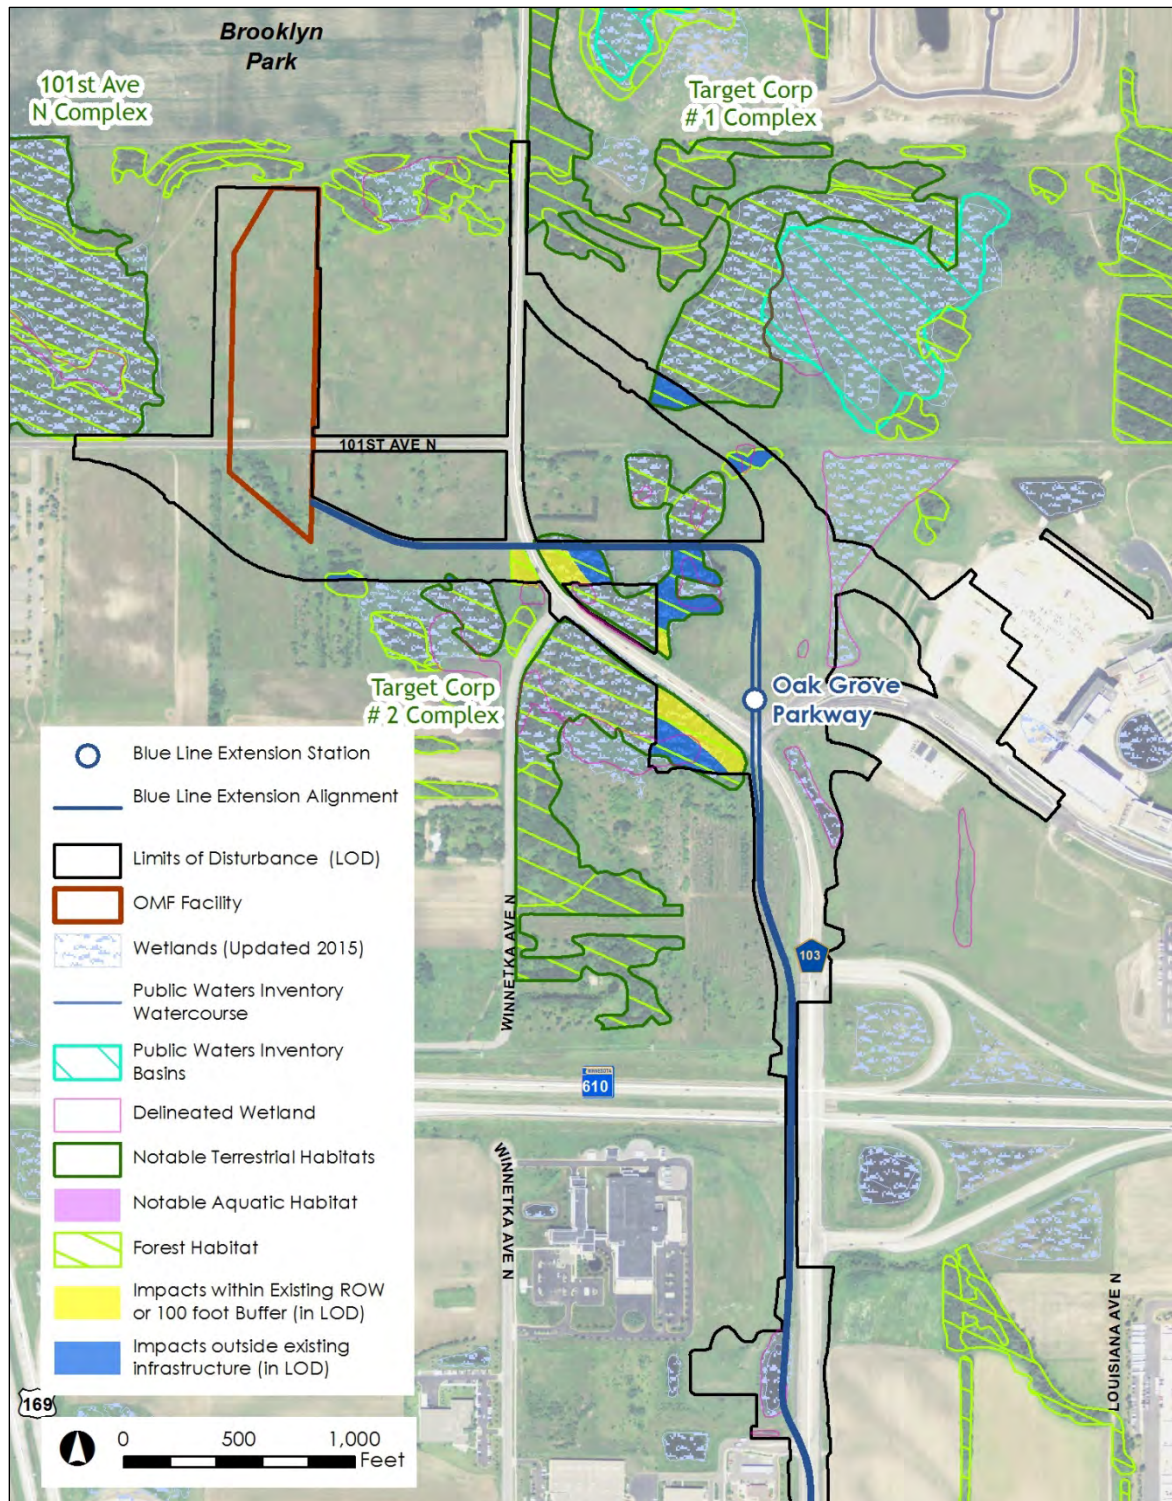 Brooklyn
Park
101st Ave
N Complex
Target Corp
# 1 Complex
101ST AVE N
Target Corp
# 2 Complex
Oak Grove
Parkway
WINNETKA AVE N
103
MINNESOTA
610
WINNETKA AVE N
LOUISIANA AVE N
169
Blue Line Extension Station
Blue Line Extension Alignment
Limits of Disturbance (LOD)
OMF Facility
Wetlands (Updated 2015)
Public Waters Inventory
Watercourse
Public Waters Inventory
Basins
Delineated Wetland
Notable Terrestrial Habitats
Notable Aquatic Habitat
Forest Habitat
Impacts within Existing ROW
or 100 foot Buffer (in LOD)
Impacts outside existing
infrastructure (in LOD)
0 500 1,000
Feet